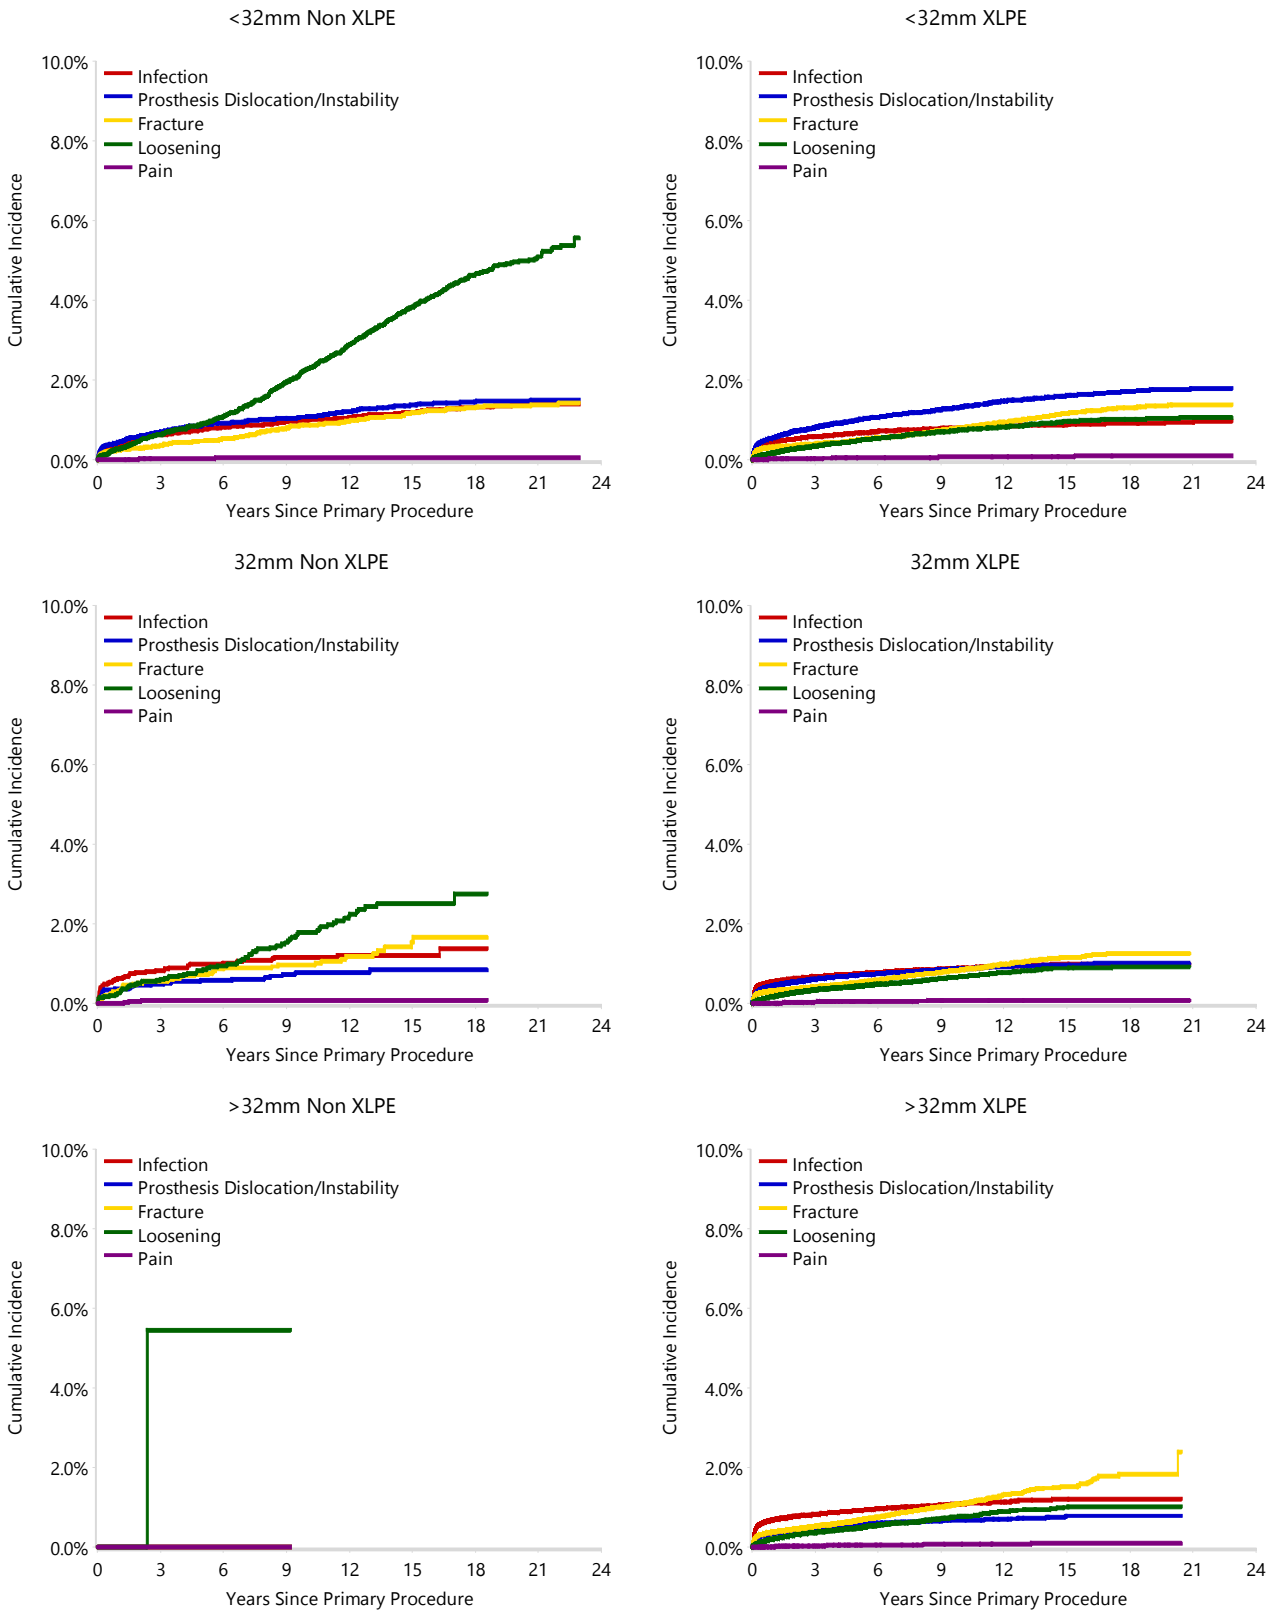 <32mm Non XLPE
10.0%
8.0%
6.0%
4.0%
2.0%
0.0%
Cumulative Incidence
Infection
Prosthesis Dislocation/Instability
Fracture
Loosening
Pain
0 3 6 9 12 15 18 21 24
Years Since Primary Procedure
<32mm XLPE
10.0%
8.0%
6.0%
4.0%
2.0%
0.0%
Cumulative Incidence
Infection
Prosthesis Dislocation/Instability
Fracture
Loosening
Pain
0 3 6 9 12 15 18 21 24
Years Since Primary Procedure
32mm Non XLPE
10.0%
8.0%
6.0%
4.0%
2.0%
0.0%
Cumulative Incidence
Infection
Prosthesis Dislocation/Instability
Fracture
Loosening
Pain
0 3 6 9 12 15 18 21 24
Years Since Primary Procedure
32mm XLPE
10.0%
8.0%
6.0%
4.0%
2.0%
0.0%
Cumulative Incidence
Infection
Prosthesis Dislocation/Instability
Fracture
Loosening
Pain
0 3 6 9 12 15 18 21 24
Years Since Primary Procedure
>32mm Non XLPE
10.0%
8.0%
6.0%
4.0%
2.0%
0.0%
Cumulative Incidence
Infection
Prosthesis Dislocation/Instability
Fracture
Loosening
Pain
0 3 6 9 12 15 18 21 24
Years Since Primary Procedure
>32mm XLPE
10.0%
8.0%
6.0%
4.0%
2.0%
0.0%
Cumulative Incidence
Infection
Prosthesis Dislocation/Instability
Fracture
Loosening
Pain
0 3 6 9 12 15 18 21 24
Years Since Primary Procedure